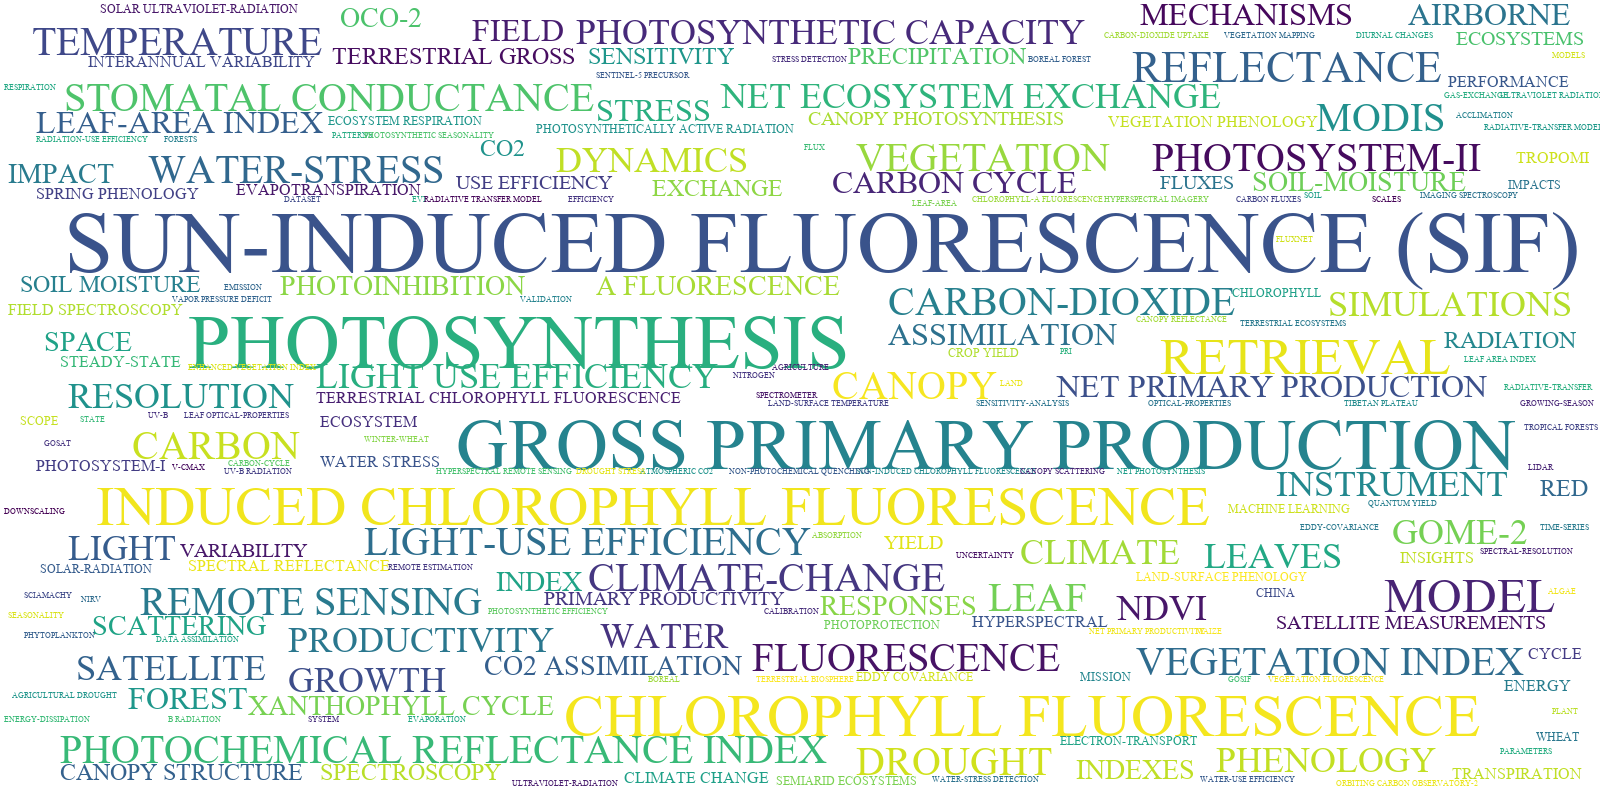 SOLAR ULTRAVIOLET-RADIATION
OCO-2
FIELD
PHOTOSYNTHETIC CAPACITY
MECHANISMS
AIRBORNE
TEMPERATURE
INTERANNUAL VARIABILITY
TERRESTRIAL GROSS
SENSITIVITY
STRESS DETECTION
PRECIPITATION
BOREAL FOREST
CARBON-DIOXIDE UPTAKE
VEGETATION MAPPING
DIURNAL CHANGES
ECOSYSTEMS
MODELS
SENTINEL-5 PRECURSOR
REFLECTANCE
PERFORMANCE
RESPIRATION
STOMATAL CONDUCTANCE
STRESS
NET ECOSYSTEM EXCHANGE
GAS-EXCHANGE
ULTRAVIOLET RADIATION
MODIS
ACCLIMATION
LEAF-AREA INDEX
ECOSYSTEM RESPIRATION
PHOTOSYNTHETICALLY ACTIVE RADIATION
CANOPY PHOTOSYNTHESIS
VEGETATION PHENOLOGY
RADIATIVE-TRANSFER MODEL
RADIATION-USE EFFICIENCY
FORESTS
PATTERNS
PHOTOSYNTHETIC SEASONALITY
CO2
FLUX
IMPACT
WATER-STRESS
DYNAMICS
VEGETATION
PHOTOSYSTEM-II
TROPOMI
SPRING PHENOLOGY
EVAPOTRANSPIRATION
USE EFFICIENCY
EXCHANGE
CARBON CYCLE
FLUXES
SOIL-MOISTURE
IMPACTS
DATASET
EVI
RADIATIVE TRANSFER MODEL
EFFICIENCY
LEAF-AREA
CHLOROPHYLL-A FLUORESCENCE
HYPERSPECTRAL IMAGERY
CARBON FLUXES
SOIL
SCALES
IMAGING SPECTROSCOPY
SUN-INDUCED FLUORESCENCE (SIF)
FLUXNET
SOIL MOISTURE
EMISSION
PHOTOINHIBITION
A FLUORESCENCE
CARBON-DIOXIDE
CHLOROPHYLL
SIMULATIONS
VAPOR PRESSURE DEFICIT
VALIDATION
FIELD SPECTROSCOPY
PHOTOSYNTHESIS
CANOPY REFLECTANCE
TERRESTRIAL ECOSYSTEMS
SPACE
ASSIMILATION
RADIATION
STEADY-STATE
CROP YIELD
PRI
RETRIEVAL
LEAF AREA INDEX
ENHANCED VEGETATION INDEX
LIGHT USE EFFICIENCY
NITROGEN
AGRICULTURE
CANOPY
LAND
NET PRIMARY PRODUCTION
RADIATIVE-TRANSFER
RESOLUTION
TERRESTRIAL CHLOROPHYLL FLUORESCENCE
SPECTROMETER
LAND-SURFACE TEMPERATURE
SENSITIVITY-ANALYSIS
OPTICAL-PROPERTIES
TIBETAN PLATEAU
GROWING-SEASON
SCOPE
STATE
UV-B
LEAF OPTICAL-PROPERTIES
ECOSYSTEM
GROSS PRIMARY PRODUCTION
TROPICAL FORESTS
GOSAT
CARBON
WINTER-WHEAT
PHOTOSYSTEM-I
V-CMAX
CARBON-CYCLE
UV-B RADIATION
WATER STRESS
HYPERSPECTRAL REMOTE SENSING
DROUGHT STRESS
ATMOSPHERIC CO2
NON-PHOTOCHEMICAL QUENCHING
SUN-INDUCED CHLOROPHYLL FLUORESCENCE
CANOPY SCATTERING
NET PHOTOSYNTHESIS
LIDAR
INDUCED CHLOROPHYLL FLUORESCENCE
INSTRUMENT
RED
DOWNSCALING
MACHINE LEARNING
QUANTUM YIELD
LIGHT
VARIABILITY
LIGHT-USE EFFICIENCY
ABSORPTION
YIELD
CLIMATE
LEAVES
EDDY-COVARIANCE
GOME-2
TIME-SERIES
SOLAR-RADIATION
SPECTRAL REFLECTANCE
REMOTE ESTIMATION
UNCERTAINTY
INSIGHTS
SPECTRAL-RESOLUTION
SCIAMACHY
NIRV
INDEX
CLIMATE-CHANGE
LAND-SURFACE PHENOLOGY
CHINA
MODEL
ALGAE
REMOTE SENSING
PRIMARY PRODUCTIVITY
RESPONSES
LEAF
NDVI
SEASONALITY
PHOTOSYNTHETIC EFFICIENCY
CALIBRATION
PHOTOPROTECTION
HYPERSPECTRAL
SATELLITE MEASUREMENTS
PHYTOPLANKTON
SCATTERING
DATA ASSIMILATION
PRODUCTIVITY
WATER
NET PRIMARY PRODUCTIVITY
MAIZE
SATELLITE
GROWTH
CO2 ASSIMILATION
BOREAL
FLUORESCENCE
TERRESTRIAL BIOSPHERE
EDDY COVARIANCE
MISSION
VEGETATION INDEX
GOSIF
VEGETATION FLUORESCENCE
CYCLE
ENERGY
AGRICULTURAL DROUGHT
FOREST
XANTHOPHYLL CYCLE
CHLOROPHYLL FLUORESCENCE
PLANT
ENERGY-DISSIPATION
B RADIATION
SYSTEM
EVAPORATION
PHOTOCHEMICAL REFLECTANCE INDEX
DROUGHT
ELECTRON-TRANSPORT
WHEAT
PARAMETERS
CANOPY STRUCTURE
SPECTROSCOPY
ULTRAVIOLET-RADIATION
CLIMATE CHANGE
SEMIARID ECOSYSTEMS
WATER-STRESS DETECTION
INDEXES
WATER-USE EFFICIENCY
PHENOLOGY
TRANSPIRATION
ORBITING CARBON OBSERVATORY-2